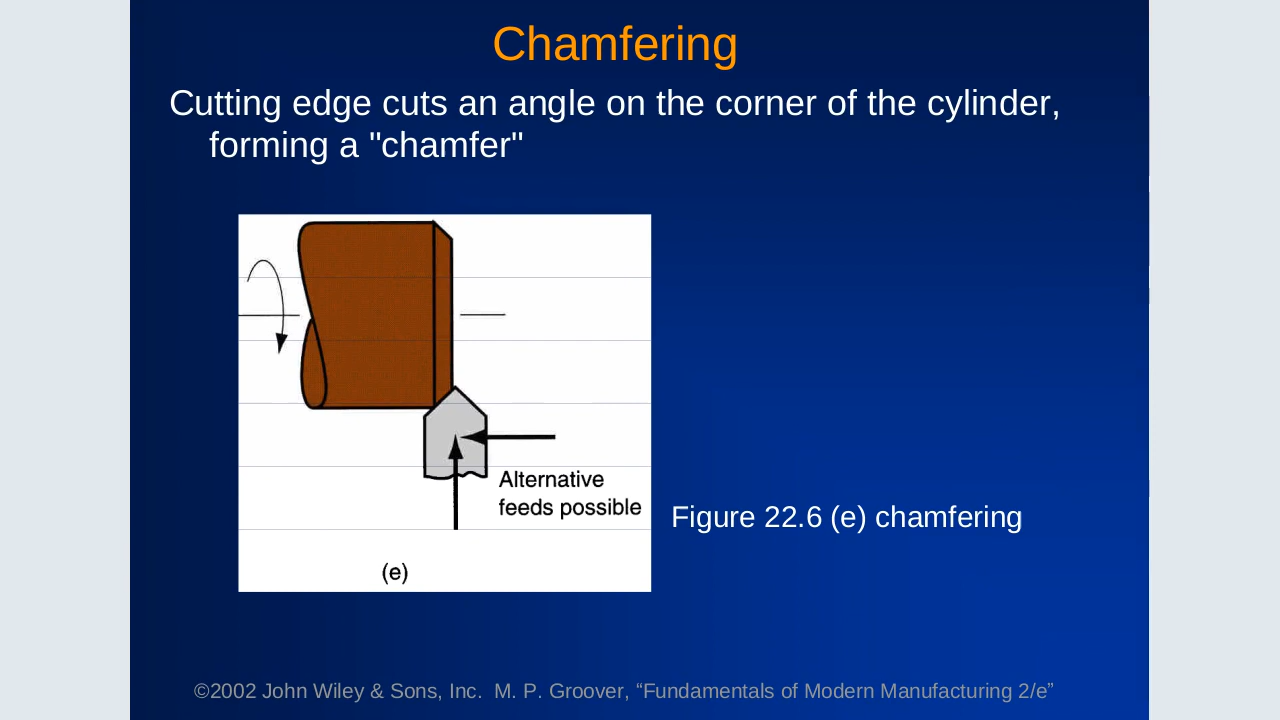 Chamfering
Cutting edge cuts an angle on the corner of the cylinder,
forming a "chamfer"
Alternative
feeds possible
(e)
Figure 22.6 (e) chamfering
©2002 John Wiley & Sons, Inc.  M. P. Groover, “Fundamentals of Modern Manufacturing 2/e”